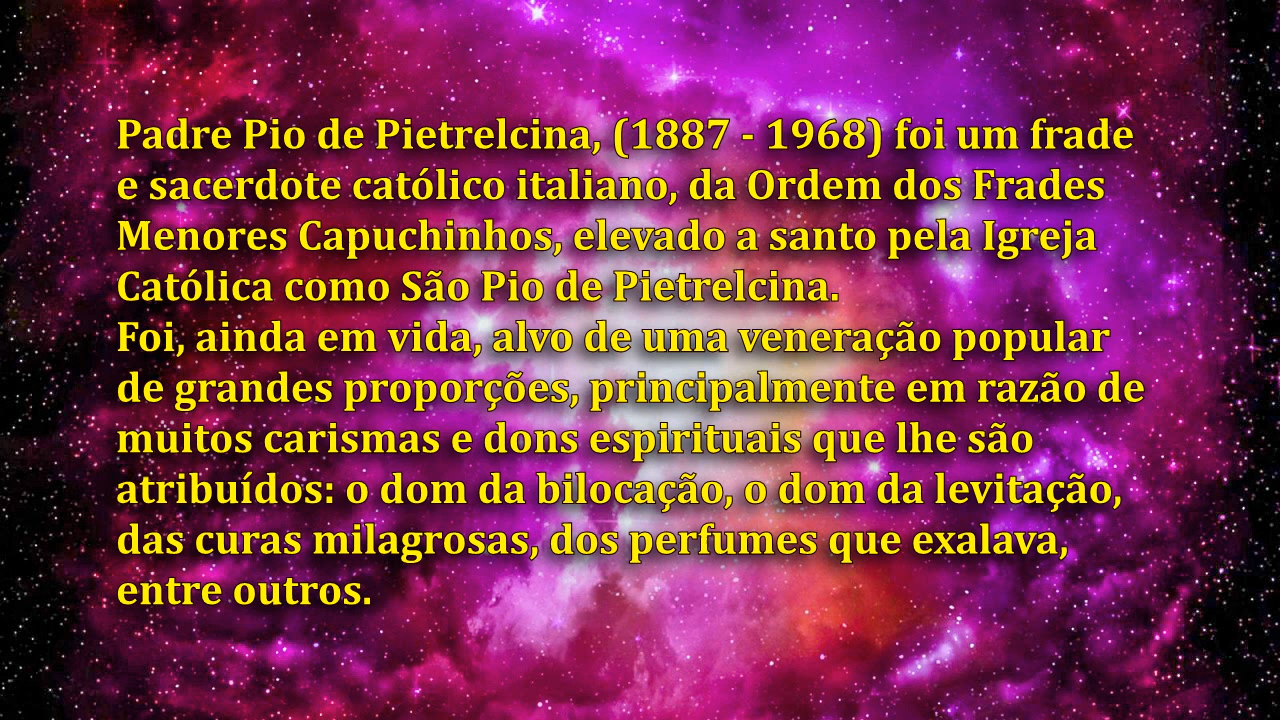 Padre Pio de Pietrelcina, (1887 - 1968) foi um frade
e sacerdote católico italiano, da Ordem dos Frades
Menores Capuchinhos, elevado a santo pela Igreja
Católica como São Pio de Pietrelcina.
Foi, ainda em vida, alvo de uma veneração popular
de grandes proporções, principalmente em razão de
muitos carismas e dons espirituais que lhe são
atribuídos: o dom da bilocação, o dom da levitação,
das curas milagrosas, dos perfumes que exalava,
entre outros.